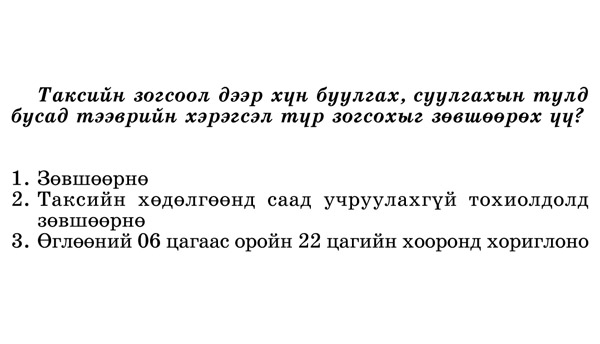 Таксийн зогсоол дээр хүн буулгах, суулгахын тулд
бусад тээврийн хэрэгсэл түр зогсохыг зөвшөөрөх үү?
1. Зөвшөөрнө
2. Таксийн хөдөлгөөнд саад учруулахгүй тохиолдолд
зөвшөөрнө
3. Өглөөний 06 цагаас оройн 22 цагийн хооронд хориглоно